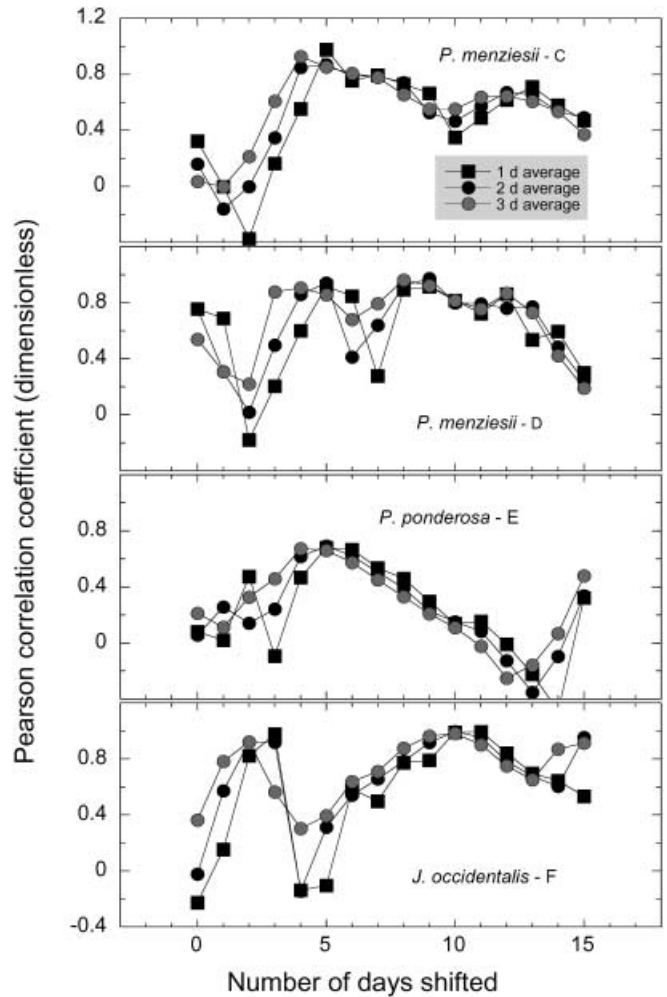 1.2
P. menziesii - C
0.8
0.4
0
1 d average
2 d average
3 d average
0.8
0.4
0
P. menziesii - D
P. ponderosa - E
0.8
0.4
0
0.8
0.4
0
J. occidentalis - F
-0.4
0 5 10 15
Number of days shifted
Pearson correlation coefficient (dimensionless)